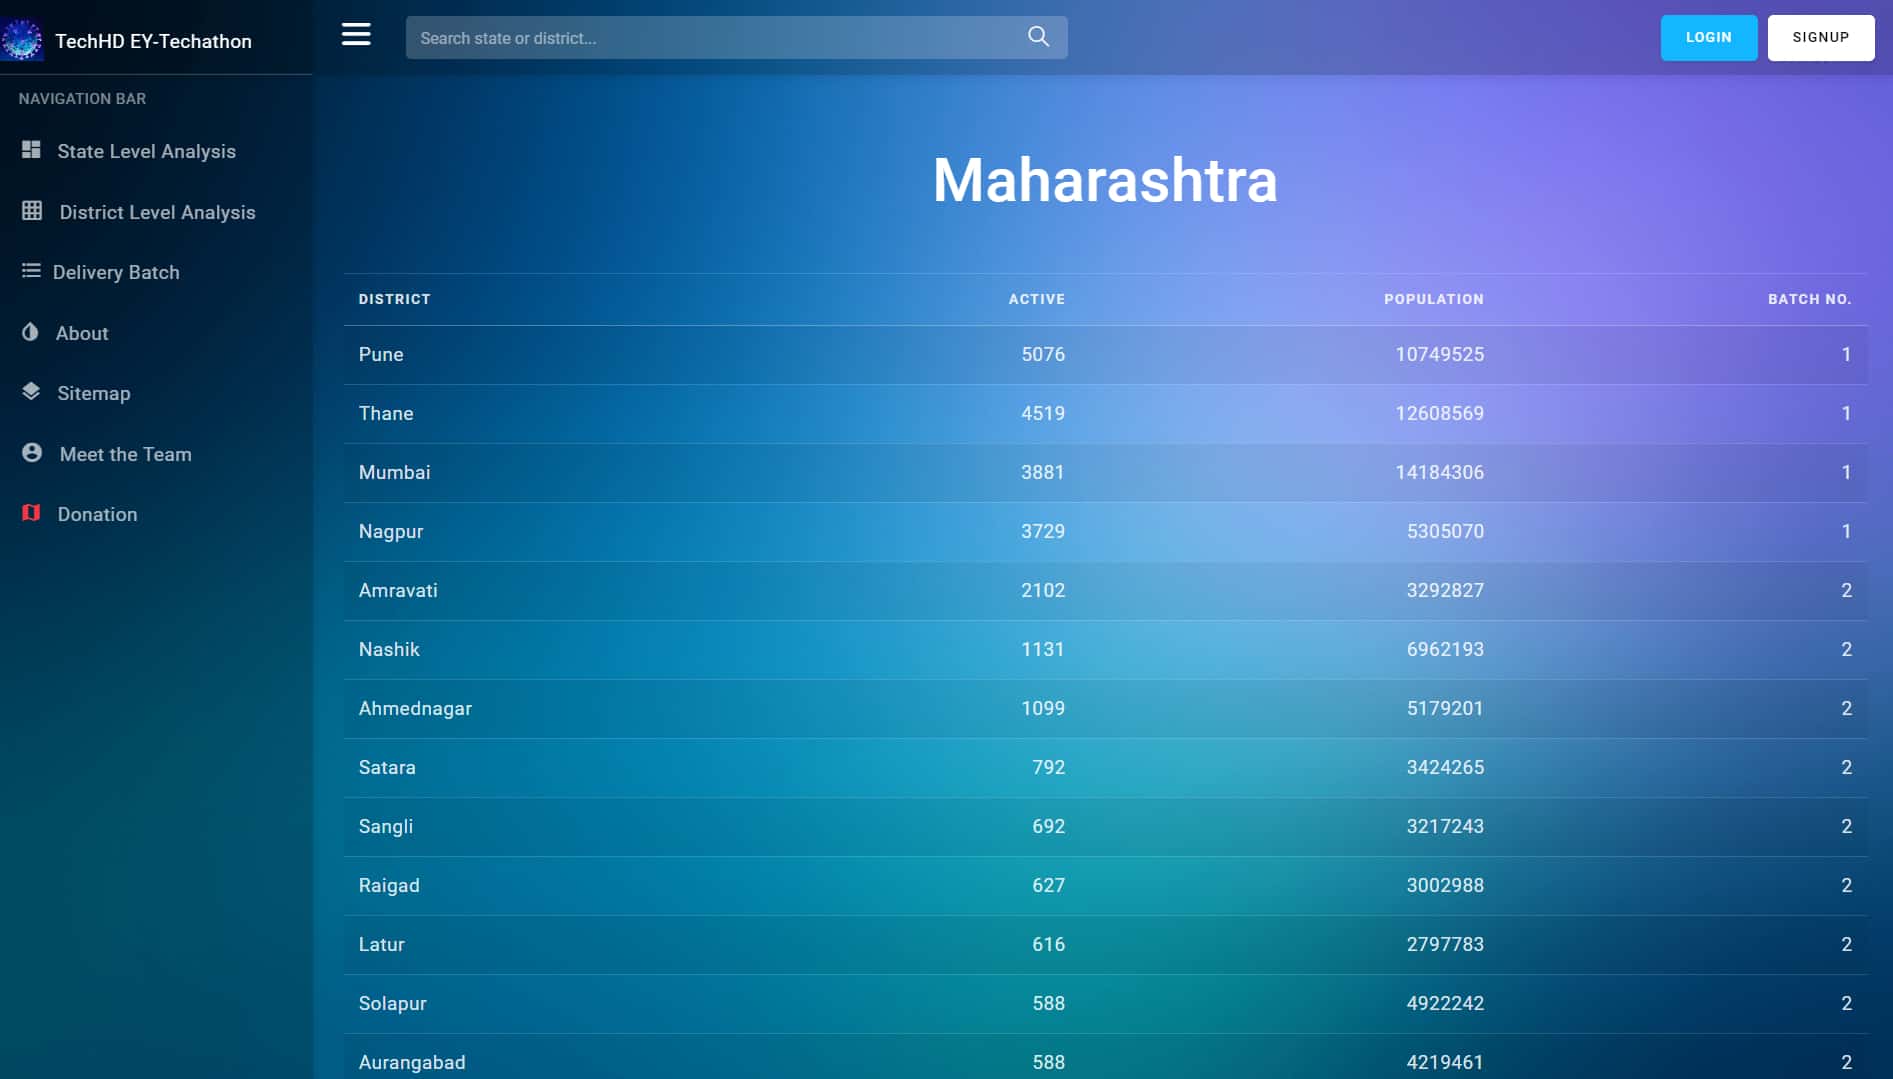 TechHD EY-Techathon
Search state or district...
LOGIN
SIGNUP
NAVIGATION BAR
State Level Analysis
District Level Analysis
Delivery Batch
About
Sitemap
Meet the Team
Donation
Maharashtra
DISTRICT ACTIVE POPULATION BATCH NO.
Pune 5076 10749525 1
Thane 4519 12608569 1
Mumbai 3881 14184306 1
Nagpur 3729 5305070 1
Amravati 2102 3292827 2
Nashik 1131 6962193 2
Ahmednagar 1099 5179201 2
Satara 792 3424265 2
Sangli 692 3217243 2
Raigad 627 3002988 2
Latur 616 2797783 2
Solapur 588 4922242 2
Aurangabad 588 4219461 2